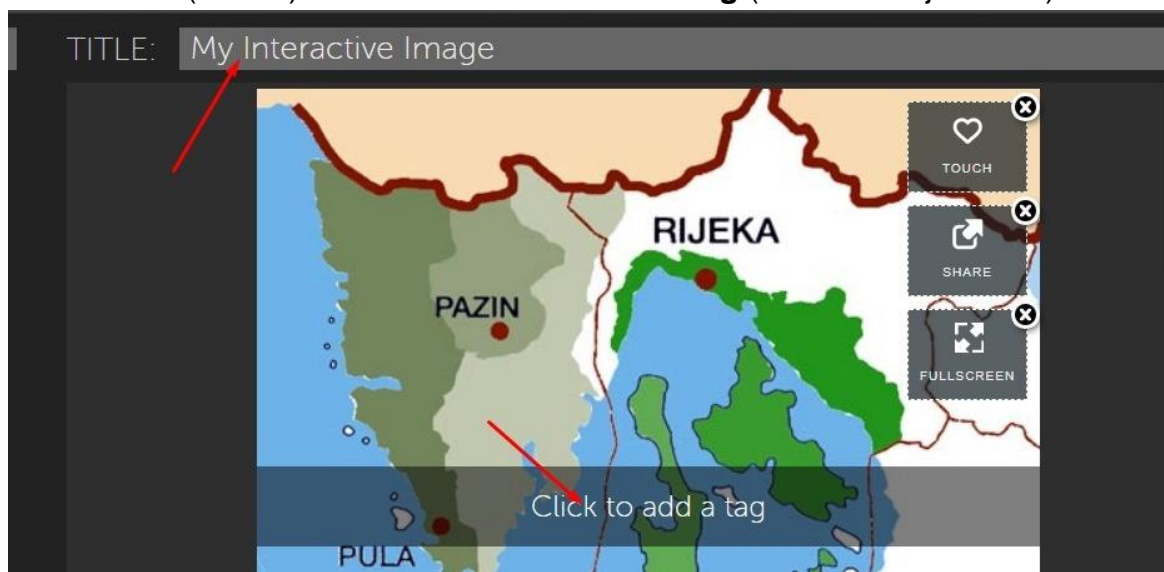 TITLE: My Interactive Image
TOUCH
RIJEKA
SHARE
PAZIN
FULLSCREEN
Click to add a tag
PULA